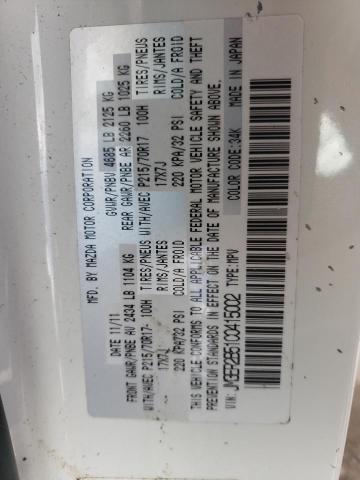 MFD. BY MAZDA MOTOR CORPORATION
DATE 11/11 GVWR/PNBV 4685 LB 2125 KG
FRONT GAWR/PNBE AV 2434 LB 1104 KG REAR GAWR/PNBE AR 2260 LB 1025 KG
WITH/AVEC P215/70R17- 100H TIRES/PNEUS WITH/AVEC P215/70R17 100H TIRES/PNEUS
17X7J RIMS/JANTES 17X7J RIMS/JANTES
220 KPA/32 PSI COLD/A FROID 220 KPA/32 PSI COLD/A FROID
THIS VEHICLE CONFORMS TO ALL APPLICABLE FEDERAL MOTOR VEHICLE SAFETY AND THEFT
PREVENTION STANDARDS IN EFFECT ON THE DATE OF MANUFACTURE SHOWN ABOVE.
TYPE:MPV COLOR CODE:34K MADE IN JAPAN